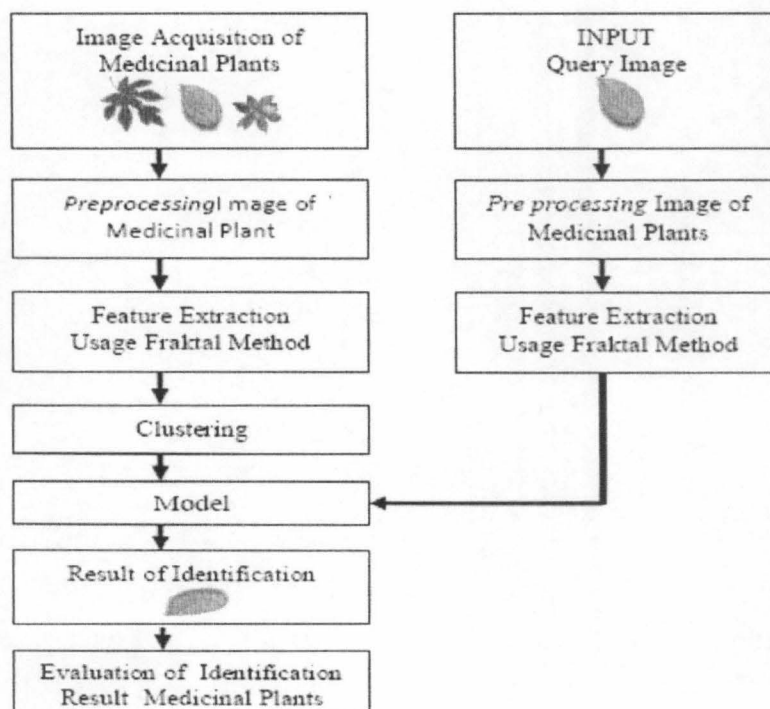 Image Acquisition of
Medicinal Plants
PreprocessingI mage of
Medicinal Plant
Feature Extraction
Usage Fraktal Method
Clustering
Model
Result of Identification
Evaluation of Identification
Result Medicinal Plants
INPUT
Query Image
Pre processing Image of
Medicinal Plants
Feature Extraction
Usage Fraktal Method